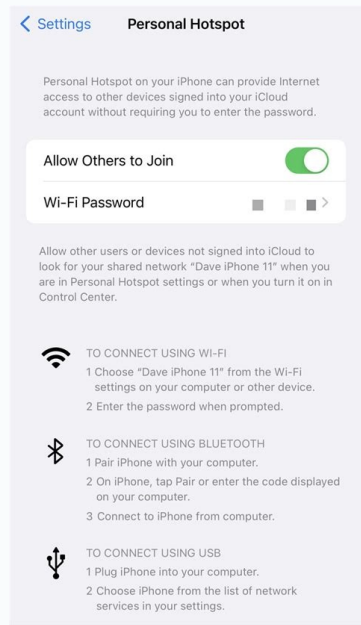 Settings Personal Hotspot
Personal Hotspot on your iPhone can provide Internet
access to other devices signed into your iCloud
account without requiring you to enter the password.
Allow Others to Join
Wi-Fi Password
Allow other users or devices not signed into iCloud to
look for your shared network “Dave iPhone 11” when you
are in Personal Hotspot settings or when you turn it on in
Control Center.
TO CONNECT USING WI-FI
1 Choose “Dave iPhone 11” from the Wi-Fi
settings on your computer or other device.
2 Enter the password when prompted.
TO CONNECT USING BLUETOOTH
1 Pair iPhone with your computer.
2 On iPhone, tap Pair or enter the code displayed
on your computer.
3 Connect to iPhone from computer.
TO CONNECT USING USB
1 Plug iPhone into your computer.
2 Choose iPhone from the list of network
services in your settings.